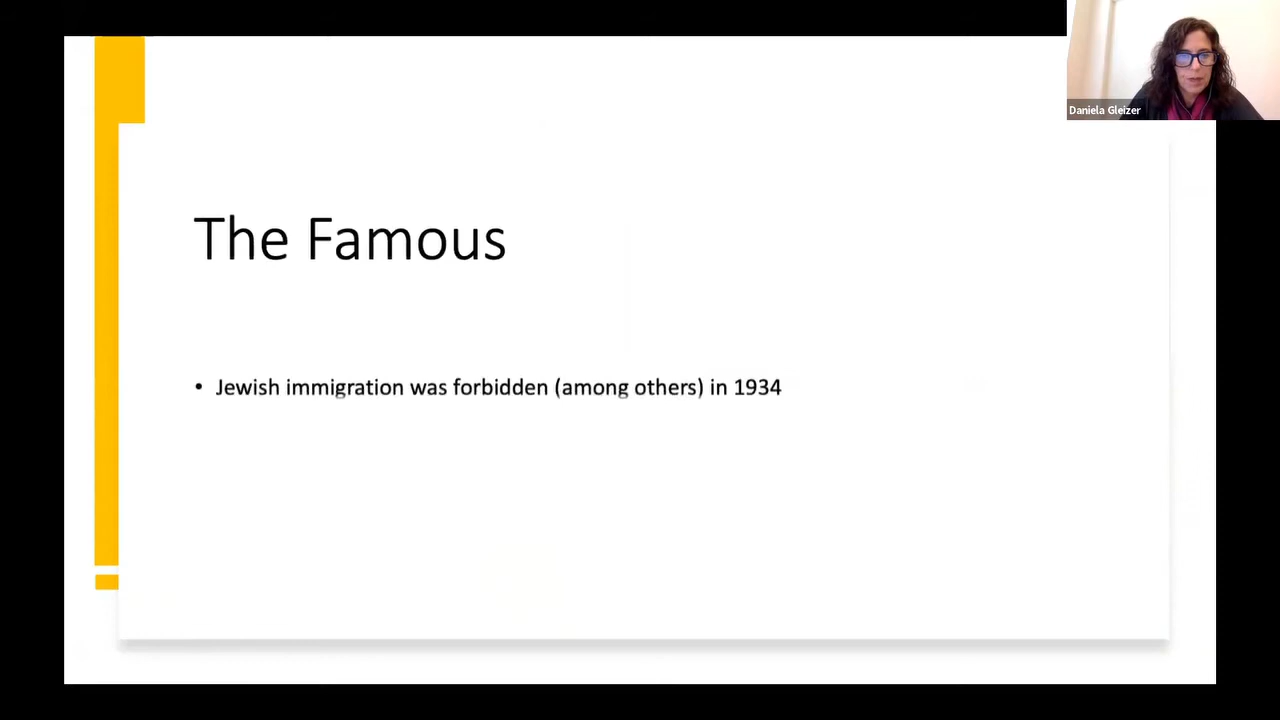 Daniela Gleizer
The Famous
• Jewish immigration was forbidden (among others) in 1934